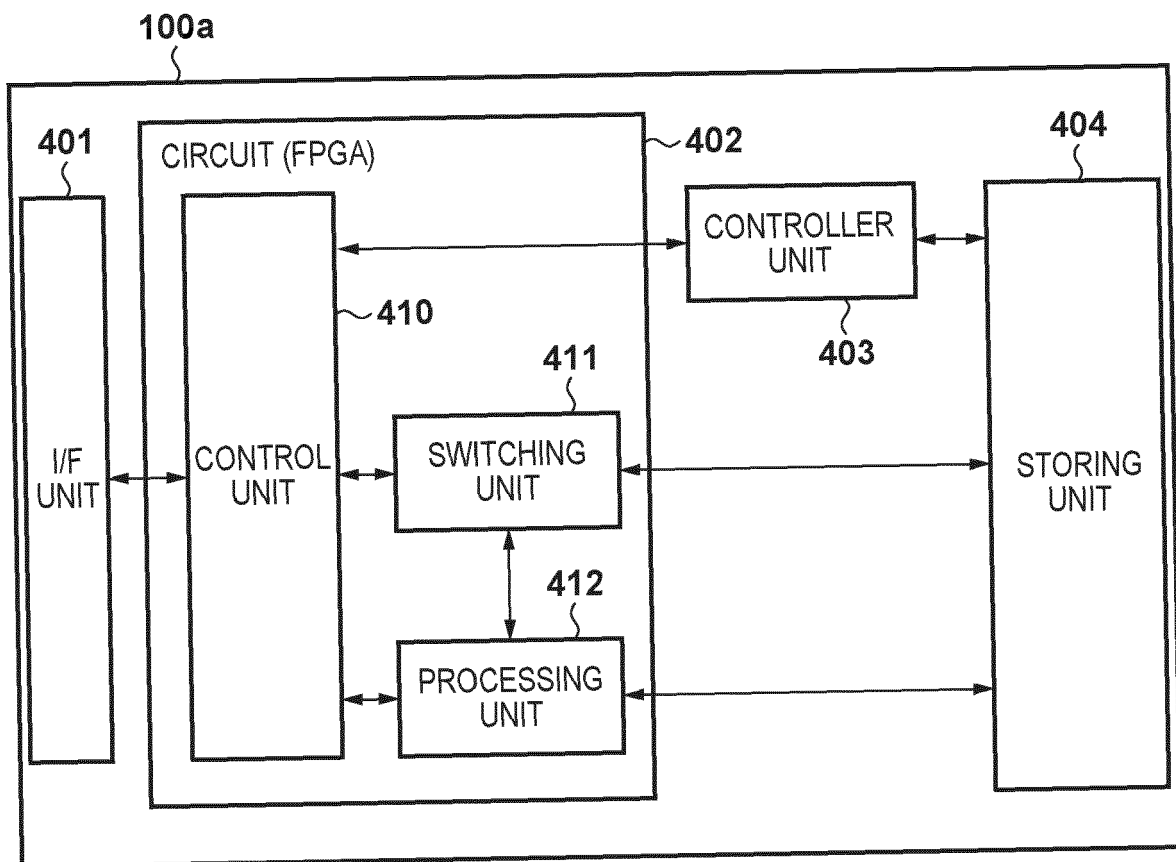 100a
401
CIRCUIT (FPGA)
402
404
CONTROLLER
UNIT
410
403
411
I/F
UNIT
CONTROL
UNIT
SWITCHING
UNIT
STORING
UNIT
412
PROCESSING
UNIT